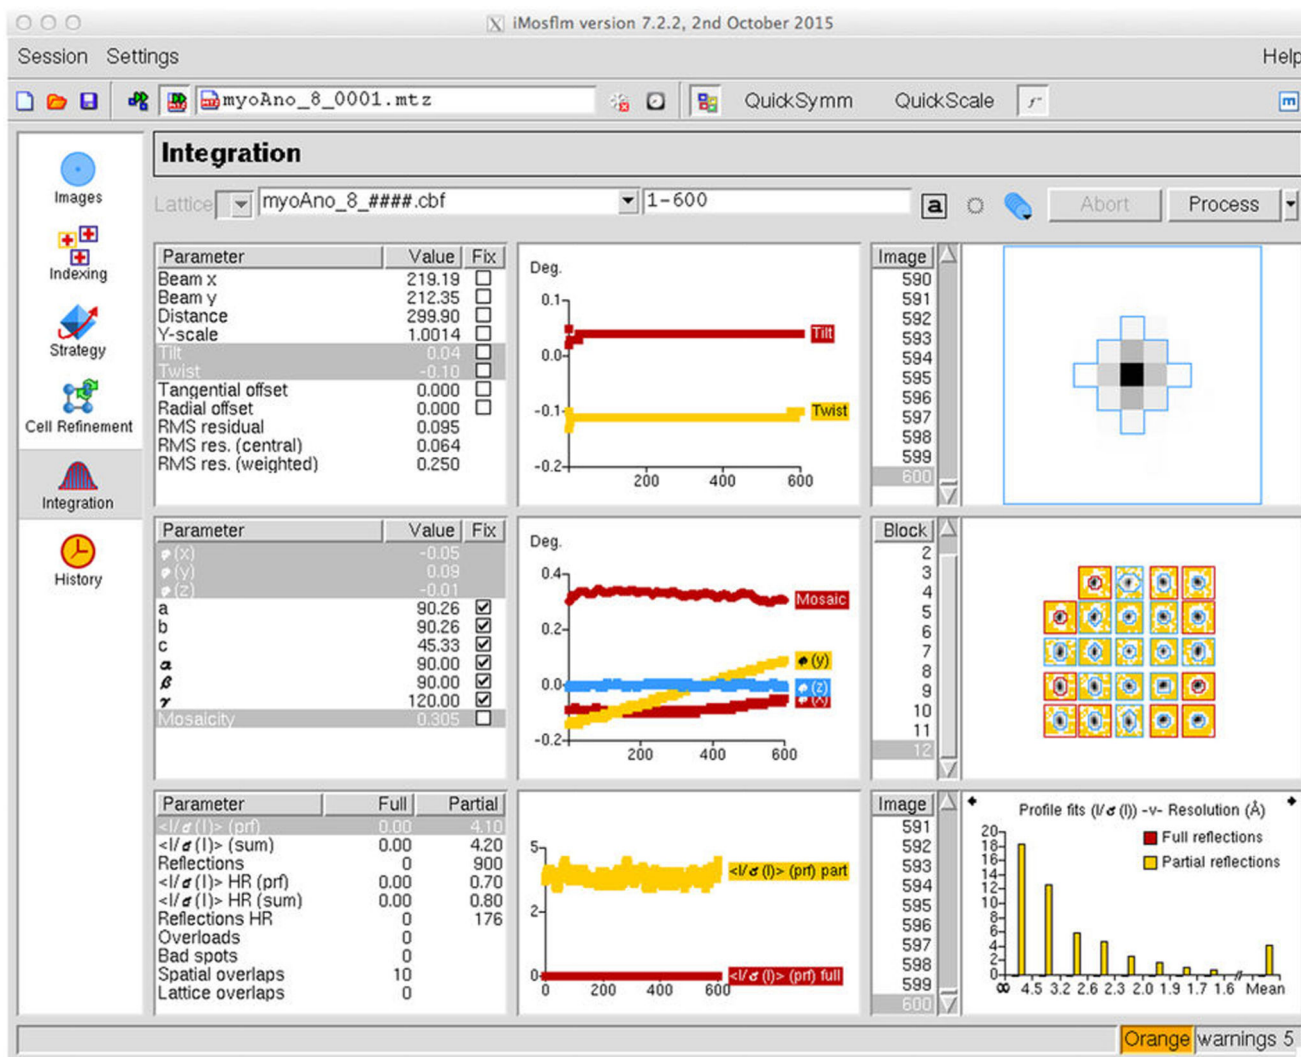 iMosflm version 7.2.2, 2nd October 2015
Session Settings Help
myoAno_8_0001.mtz QuickSymm QuickScale
Images
Indexing
Strategy
Cell Refinement
Integration
History
Integration
Lattice myoAno_8_####.cbf 1-600 a Abort Process
Parameter Value Fix
Beam x 219.19
Beam y 212.35
Distance 299.90
Y-scale 1.0014
Tilt 0.04
Twist -0.10
Tangential offset 0.000
Radial offset 0.000
RMS residual 0.095
RMS res. (central) 0.064
RMS res. (weighted) 0.250
Deg.
0.1
0.0
-0.1
-0.2
200 400 600
Tilt
Twist
Image
590
591
592
593
594
595
596
597
598
599
600
Parameter Value Fix
φ(x) -0.05
φ(y) 0.09
φ(z) -0.01
a 90.26
b 90.26
c 45.33
α 90.00
β 90.00
γ 120.00
Mosaicity 0.305
Deg.
0.4
0.2
0.0
-0.2
200 400 600
Mosaic
φ(y)
φ(z)
φ(x)
Block
2
3
4
5
6
7
8
9
10
11
12
Parameter Full Partial
<I/σ(I)> (prf) 0.00 4.10
<I/σ(I)> (sum) 0.00 4.20
Reflections 0 900
<I/σ(I)> HR (prf) 0.00 0.70
<I/σ(I)> HR (sum) 0.00 0.80
Reflections HR 0 176
Overloads 0
Bad spots 0
Spatial overlaps 10
Lattice overlaps 0
5
2
0
0 200 400 600
<I/σ(I)> (prf) part
<I/σ(I)> (prf) full
Image
591
592
593
594
595
596
597
598
599
600
Profile fits (I/σ(I)) -v- Resolution (Å)
Full reflections
Partial reflections
20
18
16
14
12
10
8
6
4
2
0
∞ 4.5 3.2 2.6 2.3 2.0 1.9 1.7 1.6 Mean
Orange warnings 5